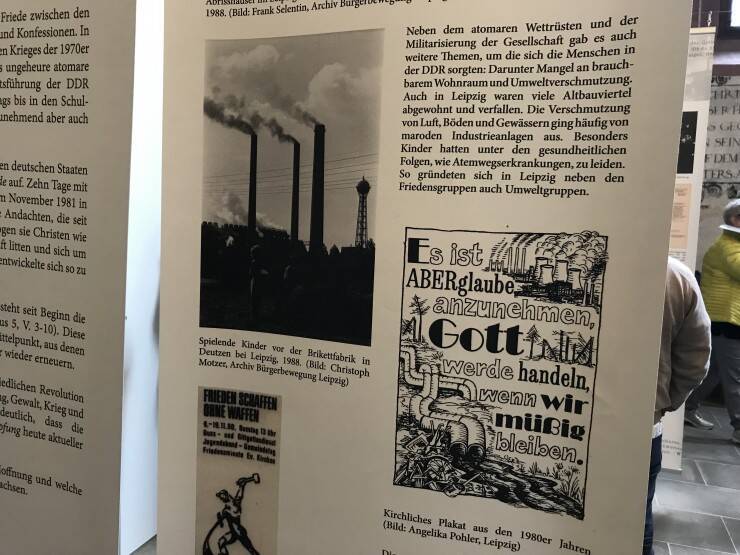 Friede zwischen den
und Konfessionen. In
en Krieges der 1970er
s ungeheure atomare
tsführung der DDR
ags bis in den Schul-
unehmend aber auch
en deutschen Staaten
de auf. Zehn Tage mit
m November 1981 in
e Andachten, die seit
gen sie Christen wie
ft litten und sich um
entwickelte sich so zu
steht seit Beginn die
us 5, V. 3-10). Diese
ittelpunkt, aus denen
r wieder erneuern.
iedlichen Revolution
ng, Gewalt, Krieg und
deutlich, dass die
pfung heute aktueller
offnung und welche
achsen.
1988. (Bild: Frank Selentin, Archiv Bürgerbewegung
Neben dem atomaren Wettrüsten und der
Militarisierung der Gesellschaft gab es auch
weitere Themen, um die sich die Menschen in
der DDR sorgten: Darunter Mangel an brauch-
barem Wohnraum und Umweltverschmutzung.
Auch in Leipzig waren viele Altbauviertel
abgewohnt und verfallen. Die Verschmutzung
von Luft, Böden und Gewässern ging häufig von
maroden Industrieanlagen aus. Besonders
Kinder hatten unter den gesundheitlichen
Folgen, wie Atemwegserkrankungen, zu leiden.
So gründeten sich in Leipzig neben den
Friedensgruppen auch Umweltgruppen.
Spielende Kinder vor der Brikettfabrik in
Deutzen bei Leipzig, 1988. (Bild: Christoph
Motzer, Archiv Bürgerbewegung Leipzig)
FRIEDEN SCHAFFEN
OHNE WAFFEN
Es ist
ABERglaube
anzunehmen,
Gott
werde handeln,
wenn wir
müßig
bleiben.
Kirchliches Plakat aus den 1980er Jahren
(Bild: Angelika Pohler, Leipzig)